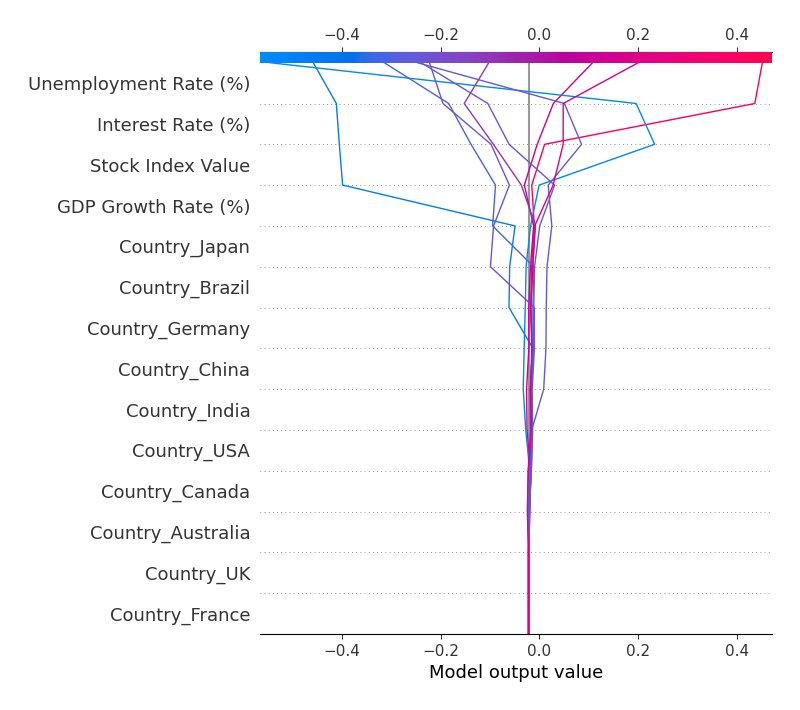 −0.4 −0.2 0.0 0.2 0.4
Unemployment Rate (%)
Interest Rate (%)
Stock Index Value
GDP Growth Rate (%)
Country_Japan
Country_Brazil
Country_Germany
Country_China
Country_India
Country_USA
Country_Canada
Country_Australia
Country_UK
Country_France
−0.4 −0.2 0.0 0.2 0.4
Model output value